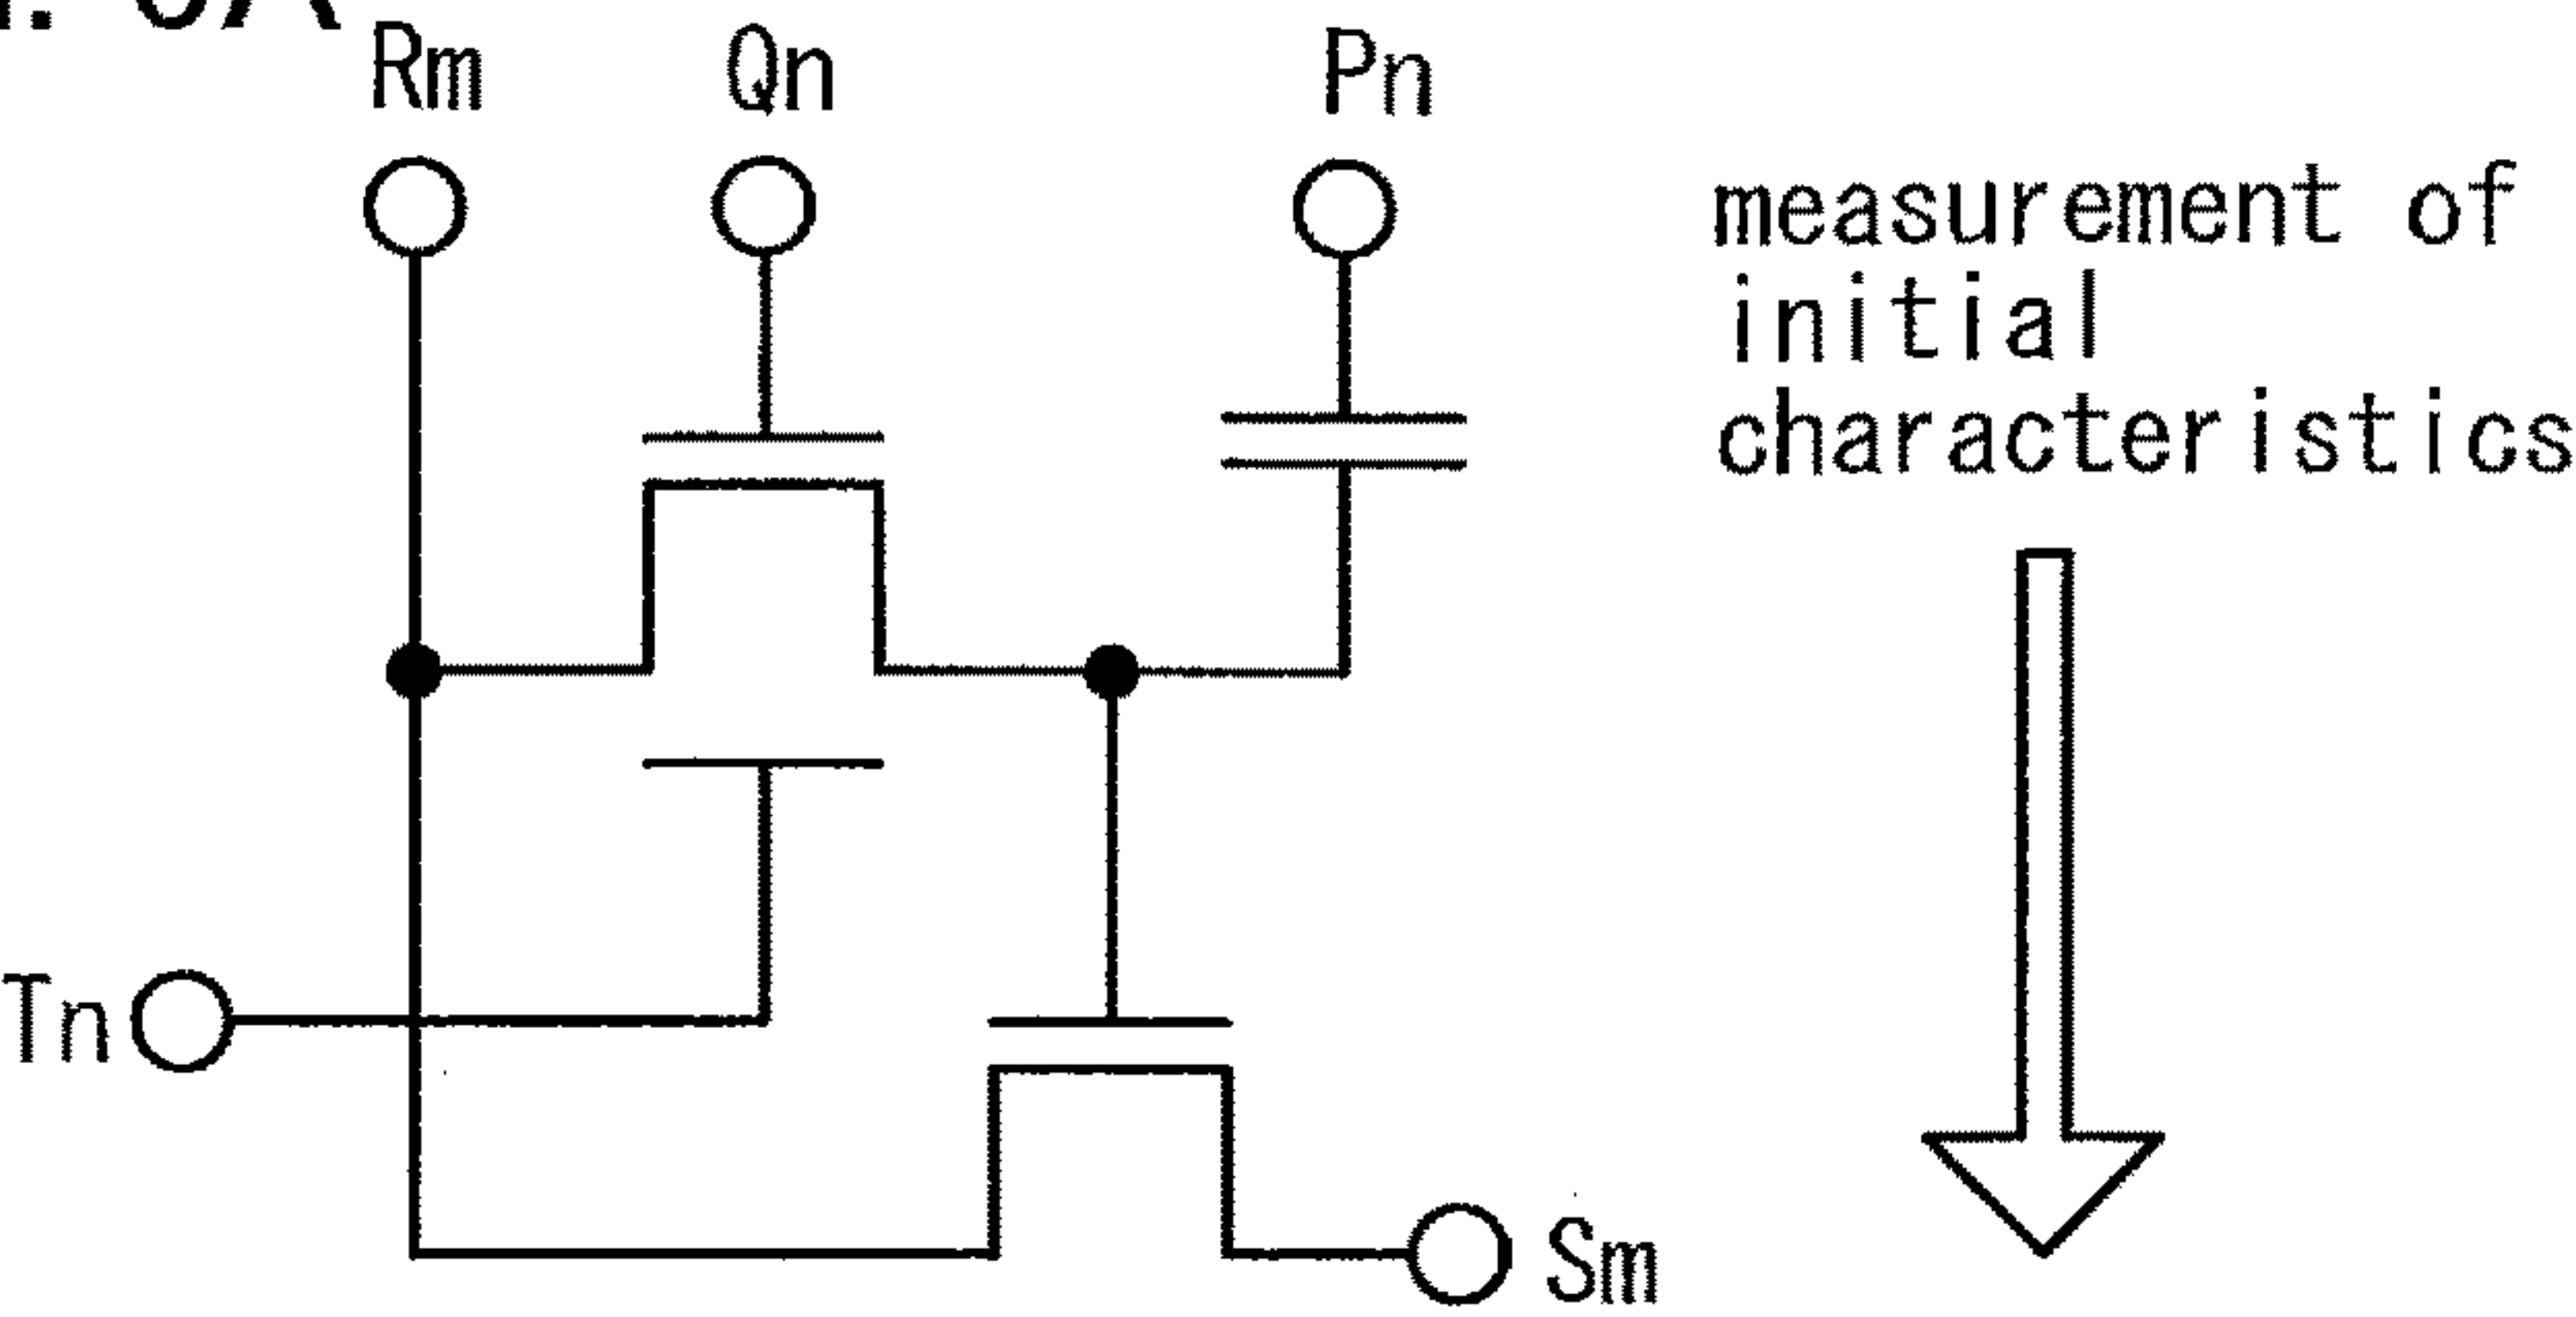 Rm
Qn
Pn
measurement of
initial
characteristics
Tn
Sm